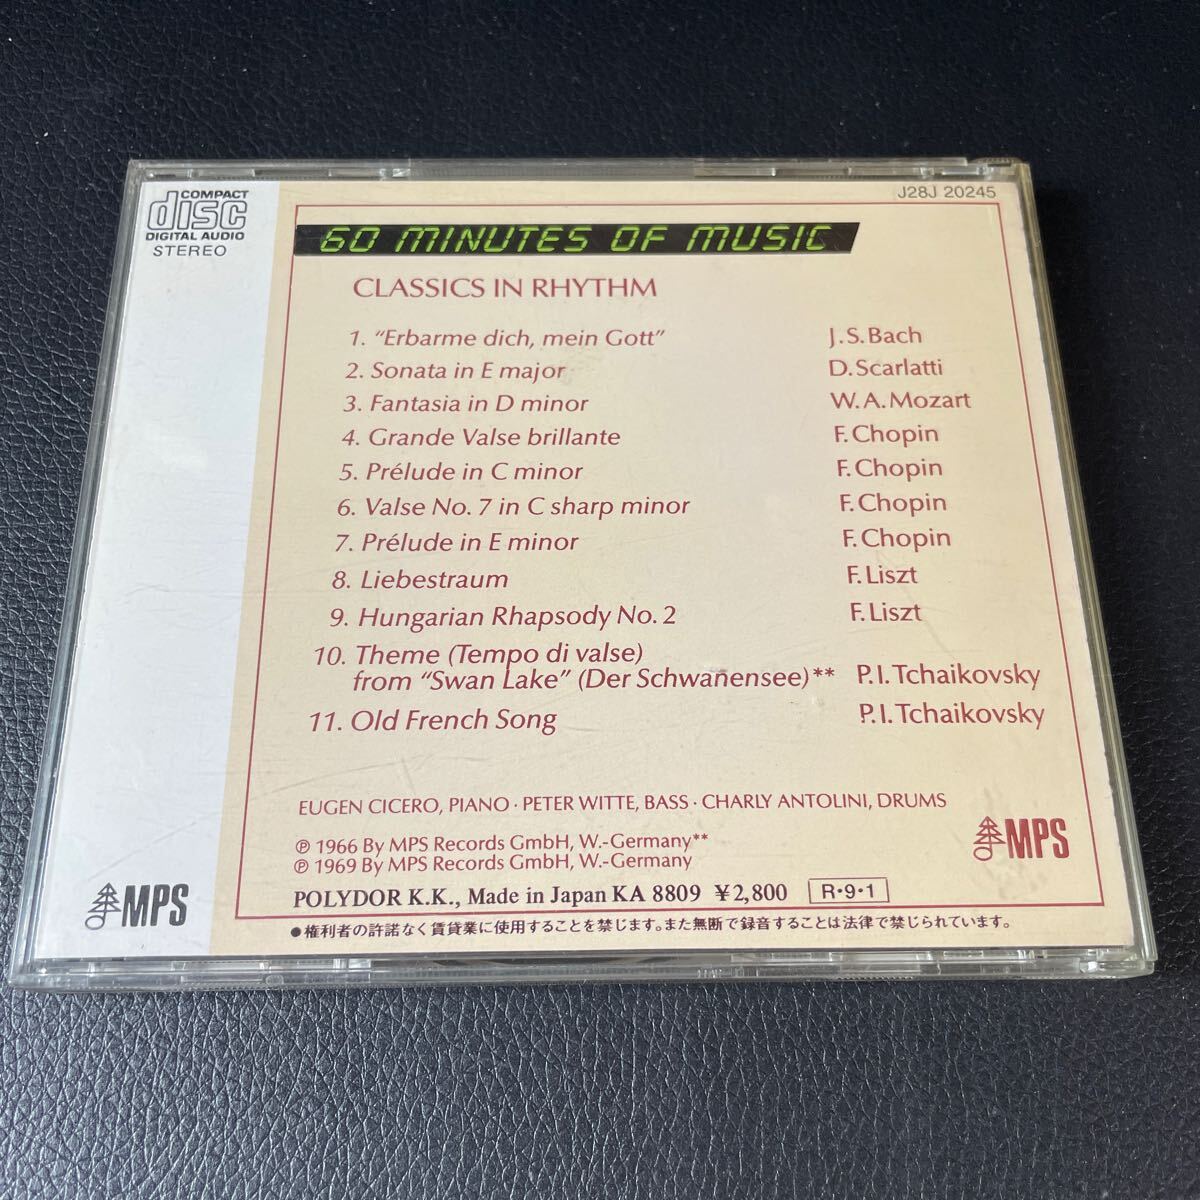 COMPACT
disc
DIGITAL AUDIO
STEREO
J28J 20245
60 MINUTES OF MUSIC
CLASSICS IN RHYTHM
1. “Erbarme dich, mein Gott” J.S.Bach
2. Sonata in E major D.Scarlatti
3. Fantasia in D minor W.A.Mozart
4. Grande Valse brillante F.Chopin
5. Prélude in C minor F.Chopin
6. Valse No.7 in C sharp minor F.Chopin
7. Prélude in E minor F.Chopin
8. Liebestraum F.Liszt
9. Hungarian Rhapsody No.2 F.Liszt
10. Theme (Tempo di valse)
from “Swan Lake” (Der Schwanensee)** P.I.Tchaikovsky
11. Old French Song P.I.Tchaikovsky
EUGEN CICERO, PIANO · PETER WITTE, BASS · CHARLY ANTOLINI, DRUMS
℗ 1966 By MPS Records GmbH, W.-Germany**
℗ 1969 By MPS Records GmbH, W.-Germany
MPS
POLYDOR K.K., Made in Japan KA 8809 ¥2,800 R·9·1
●権利者の許諾なく賃貸業に使用することを禁じます。また無断で録音することは法律で禁じられています。
MPS